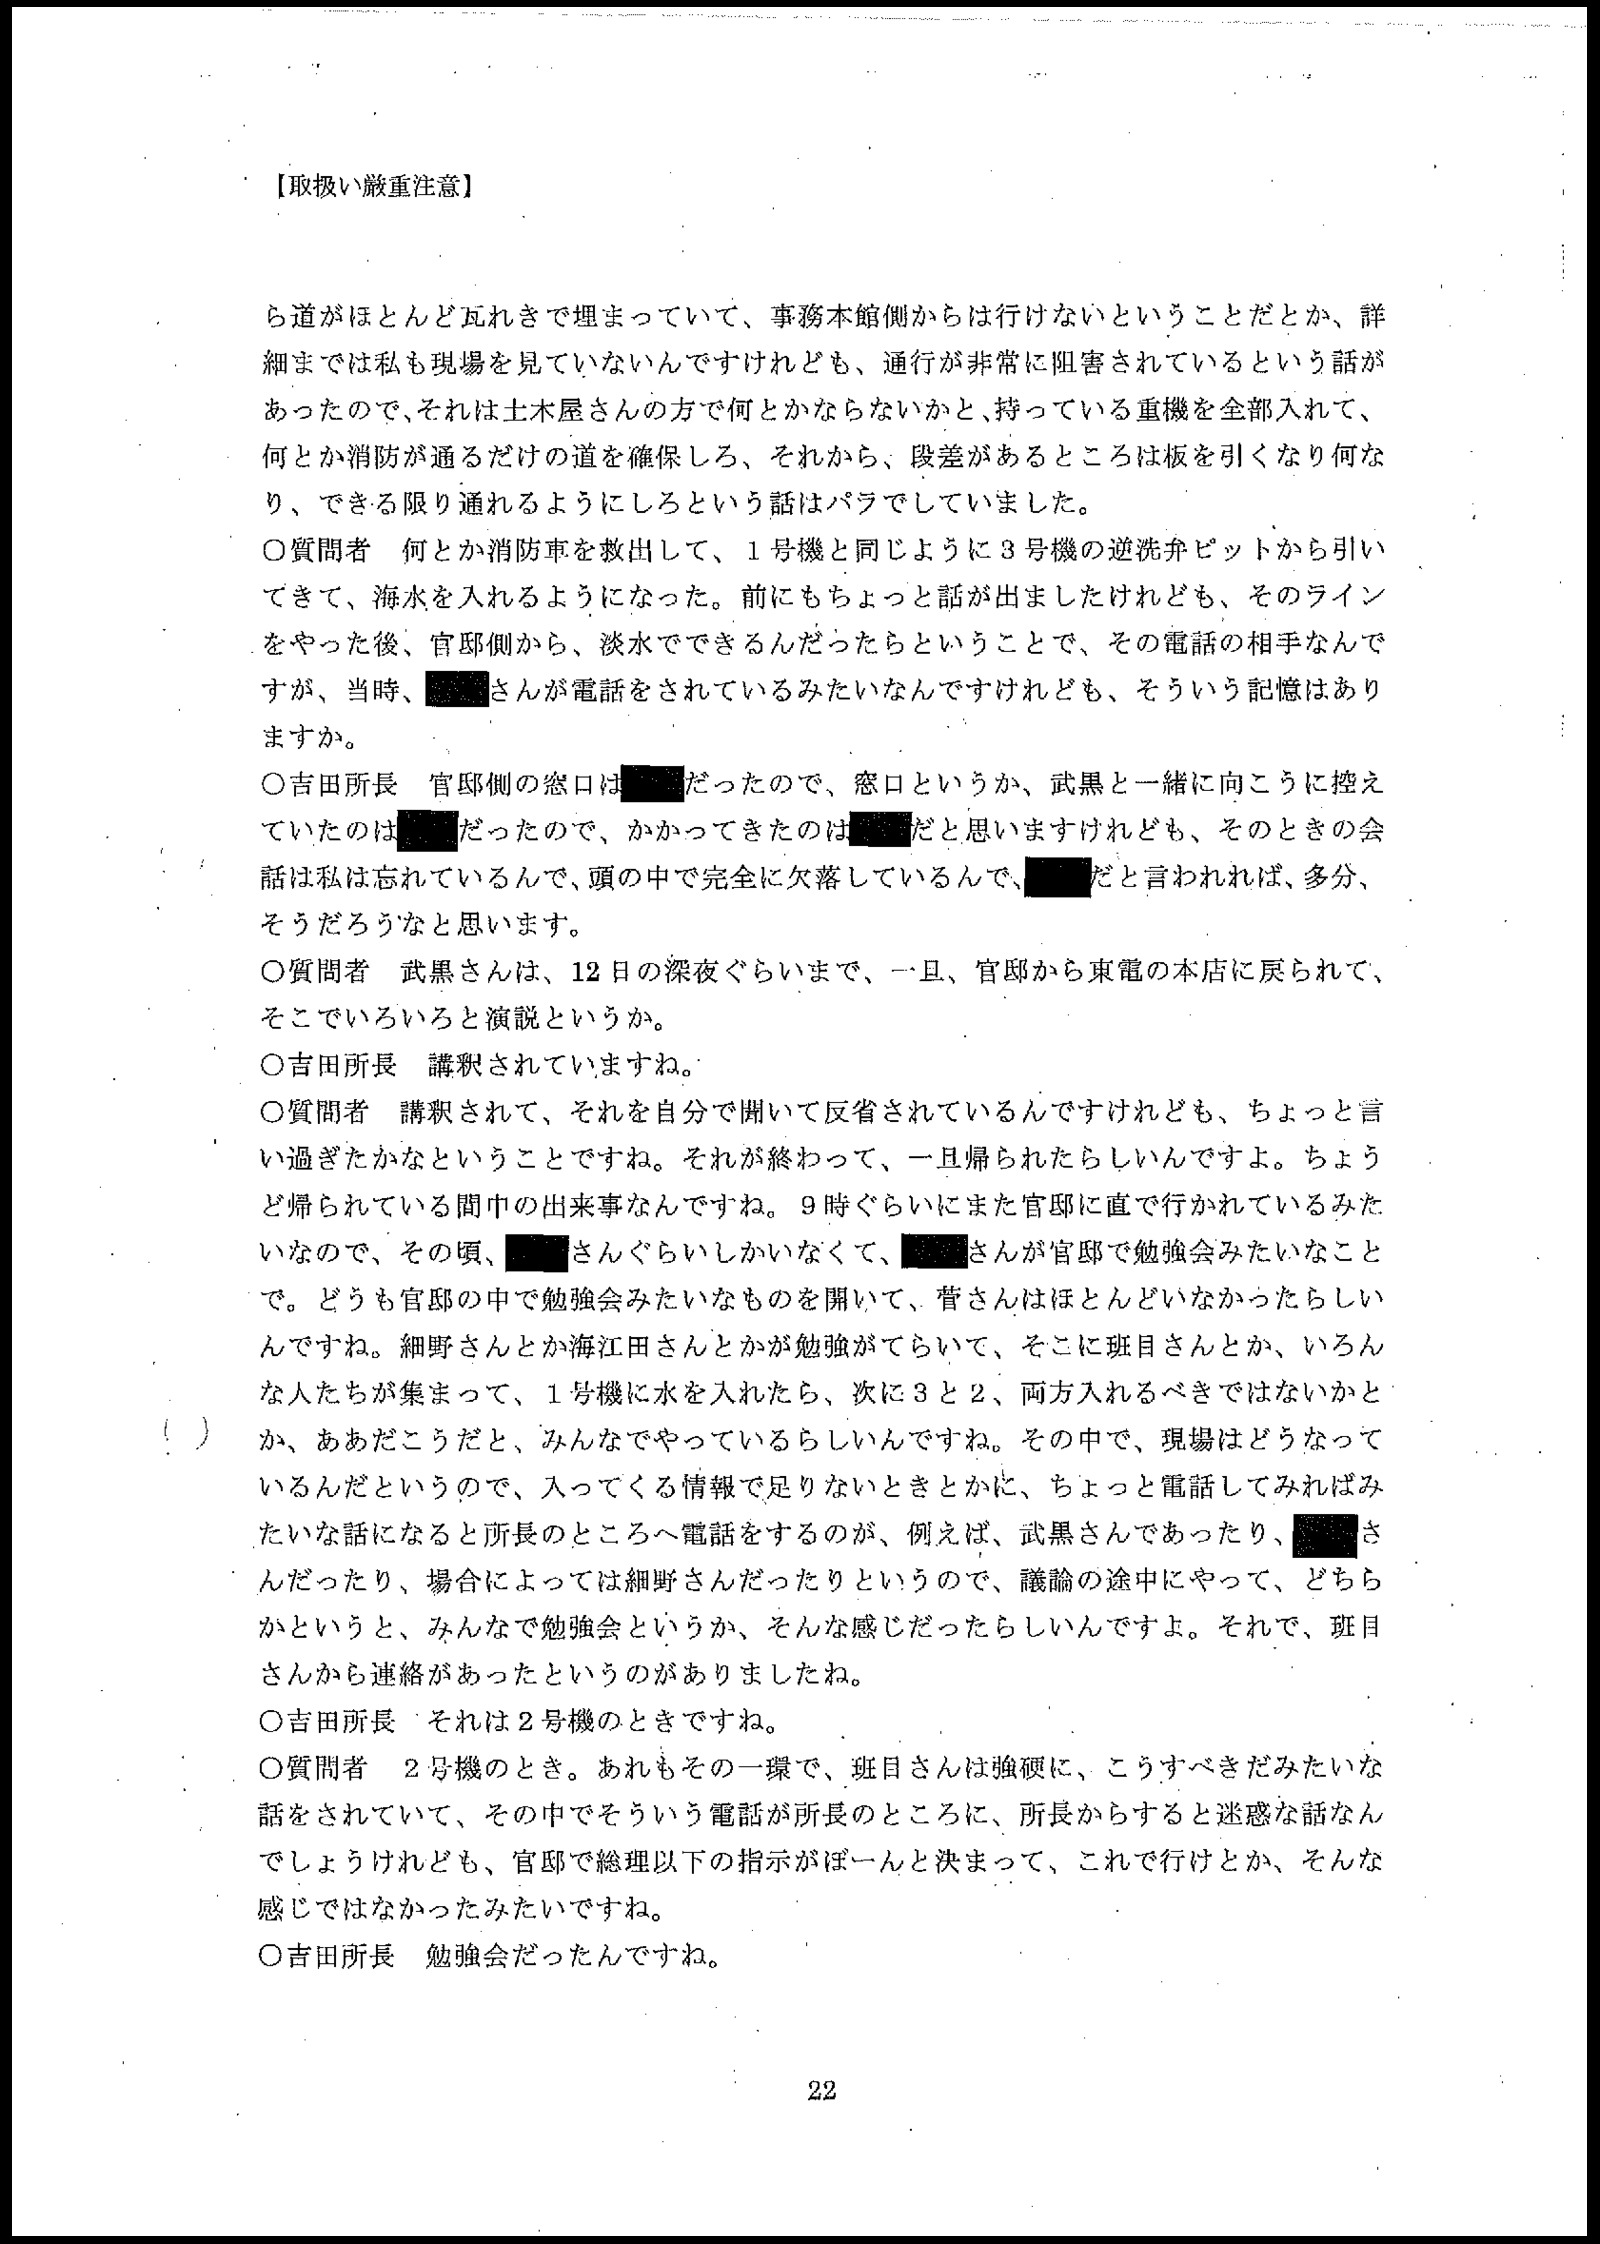 【取扱い厳重注意】
ら道がほとんど瓦れきで埋まっていて、事務本館側からは行けないということだとか、詳
細までは私も現場を見ていないんですけれども、通行が非常に阻害されているという話が
あったので、それは土木屋さんの方で何とかならないかと、持っている重機を全部入れて、
何とか消防が通るだけの道を確保しろ、それから、段差があるところは板を引くなり何な
り、できる限り通れるようにしろという話はパラでしていました。
○質問者　何とか消防車を救出して、１号機と同じように３号機の逆洗弁ピットから引い
てきて、海水を入れるようになった。前にもちょっと話が出ましたけれども、そのライン
をやった後、官邸側から、淡水でできるんだったらということで、その電話の相手なんで
すが、当時、さんが電話をされているみたいなんですけれども、そういう記憶はあり
ますか。
○吉田所長　官邸側の窓口はだったので、窓口というか、武黒と一緒に向こうに控え
ていたのはだったので、かかってきたのはだと思いますけれども、そのときの会
話は私は忘れているんで、頭の中で完全に欠落しているんで、だと言われれば、多分、
そうだろうなと思います。
○質問者　武黒さんは、12日の深夜ぐらいまで、一旦、官邸から東電の本店に戻られて、
そこでいろいろと演説というか。
○吉田所長　講釈されていますね。
○質問者　講釈されて、それを自分で聞いて反省されているんですけれども、ちょっと言
い過ぎたかなということですね。それが終わって、一旦帰られたらしいんですよ。ちょう
ど帰られている間中の出来事なんですね。９時ぐらいにまた官邸に直で行かれているみた
いなので、その頃、さんぐらいしかいなくて、さんが官邸で勉強会みたいなこと
で。どうも官邸の中で勉強会みたいなものを開いて、菅さんはほとんどいなかったらしい
んですね。細野さんとか海江田さんとかが勉強がてらいて、そこに班目さんとか、いろん
な人たちが集まって、１号機に水を入れたら、次に３と２、両方入れるべきではないかと
か、ああだこうだと、みんなでやっているらしいんですね。その中で、現場はどうなって
いるんだというので、入ってくる情報で足りないときとかに、ちょっと電話してみればみ
たいな話になると所長のところへ電話をするのが、例えば、武黒さんであったり、さ
んだったり、場合によっては細野さんだったりというので、議論の途中にやって、どちら
かというと、みんなで勉強会というか、そんな感じだったらしいんですよ。それで、班目
さんから連絡があったというのがありましたね。
○吉田所長　それは２号機のときですね。
○質問者　２号機のとき。あれもその一環で、班目さんは強硬に、こうすべきだみたいな
話をされていて、その中でそういう電話が所長のところに、所長からすると迷惑な話なん
でしょうけれども、官邸で総理以下の指示がぼーんと決まって、これで行けとか、そんな
感じではなかったみたいですね。
○吉田所長　勉強会だったんですね。
22